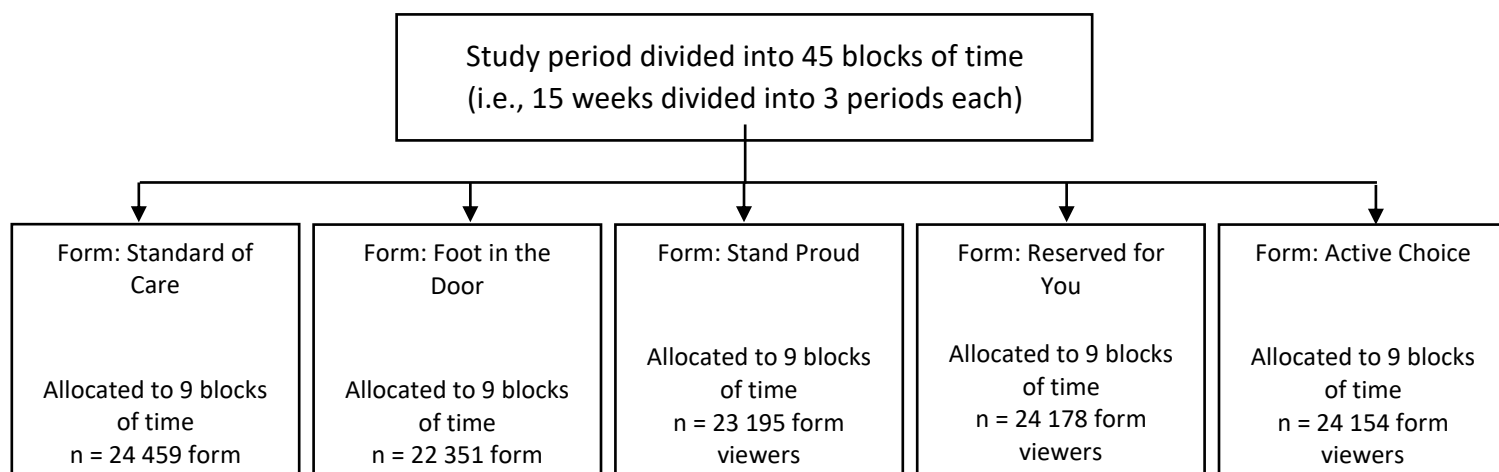 Study period divided into 45 blocks of time
(i.e., 15 weeks divided into 3 periods each)
Form: Standard of
Care
Allocated to 9 blocks
of time
n = 24 459 form
Form: Foot in the
Door
Allocated to 9 blocks
of time
n = 22 351 form
Form: Stand Proud
Allocated to 9 blocks
of time
n = 23 195 form
viewers
Form: Reserved for
You
Allocated to 9 blocks
of time
n = 24 178 form
viewers
Form: Active Choice
Allocated to 9 blocks
of time
n = 24 154 form
viewers